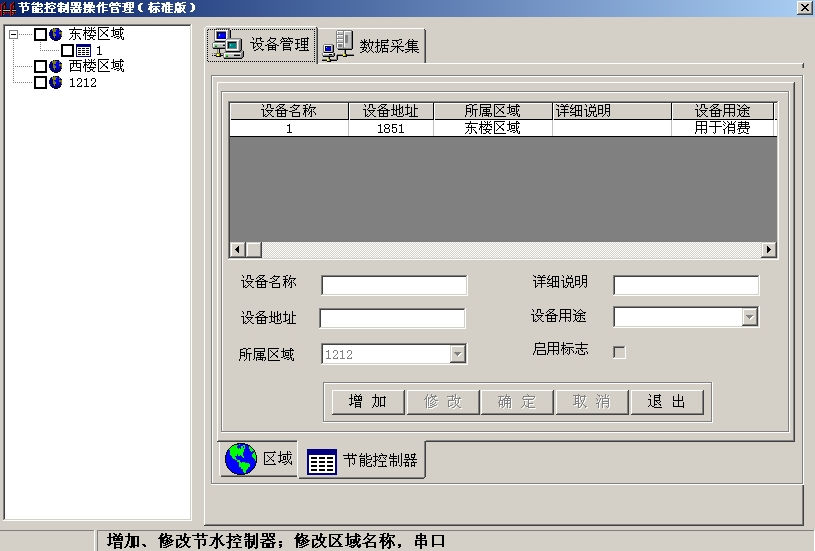 节能控制器操作管理（标准版）
东楼区域
1
西楼区域
1212
设备管理 数据采集
设备名称 设备地址 所属区域 详细说明 设备用途
1 1851 东楼区域 用于消费
设备名称 详细说明
设备地址 设备用途
所属区域 1212 启用标志
增加 修改 确定 取消 退出
区域 节能控制器
增加、修改节水控制器；修改区域名称，串口